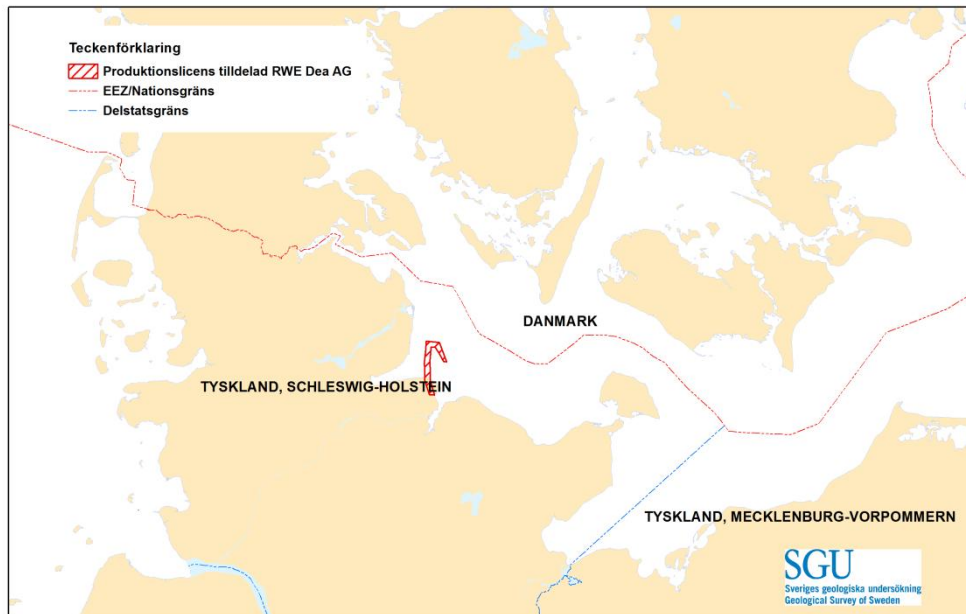 Teckenförklaring
Produktionslicens tilldelad RWE Dea AG
EEZ/Nationsgräns
Delstatsgräns
DANMARK
TYSKLAND, SCHLESWIG-HOLSTEIN
TYSKLAND, MECKLENBURG-VORPOMMERN
SGU
Sveriges geologiska undersökning
Geological Survey of Sweden